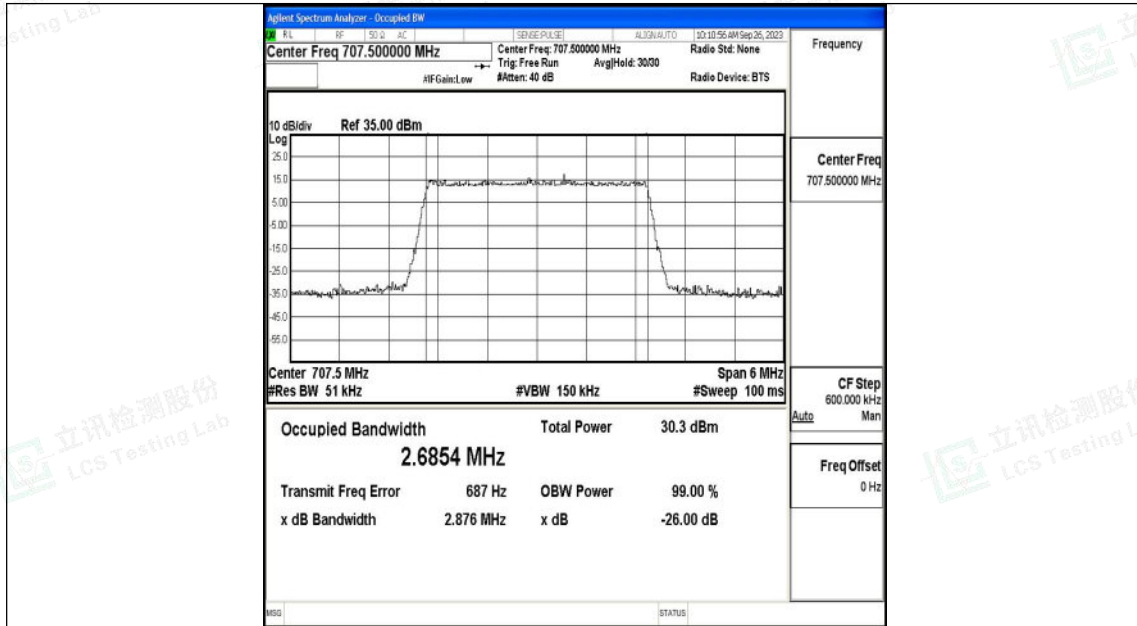 Agilent Spectrum Analyzer - Occupied BW
RL RF 50 Ω AC SENSE:PULSE ALIGNAUTO 10:10:56 AM Sep 26, 2023
Center Freq 707.500000 MHz
Center Freq: 707.500000 MHz
Radio Std: None
Trig: Free Run Avg|Hold: 30/30
#IFGain:Low
#Atten: 40 dB
Radio Device: BTS
10 dB/div Ref 35.00 dBm
Log
25.0
15.0
5.00
-5.00
-15.0
-25.0
-35.0
-45.0
-55.0
Center 707.5 MHz Span 6 MHz
#Res BW 51 kHz #VBW 150 kHz #Sweep 100 ms
Occupied Bandwidth Total Power 30.3 dBm
2.6854 MHz
Transmit Freq Error 687 Hz OBW Power 99.00 %
x dB Bandwidth 2.876 MHz x dB -26.00 dB
MSG STATUS
Frequency
Center Freq
707.500000 MHz
CF Step
600.000 kHz
Auto Man
Freq Offset
0 Hz
立讯检测股份
LCS Testing Lab
立讯检测股份
LCS Testing L
sting Lab
立